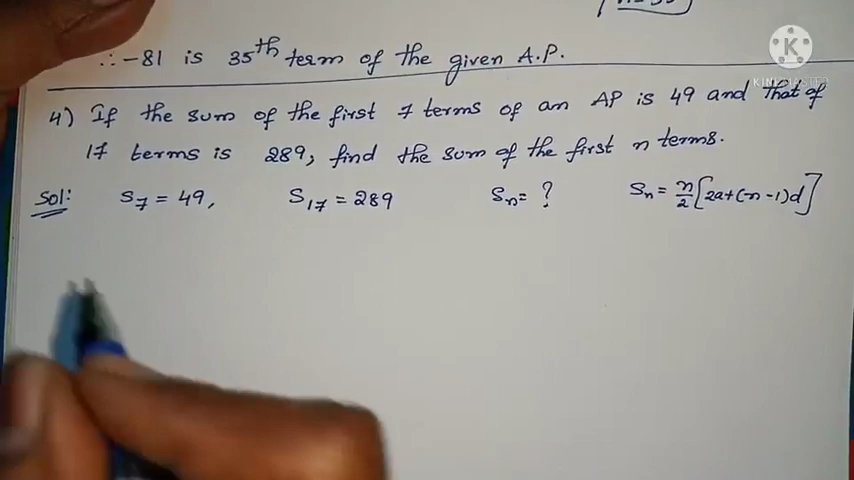 K
KINEMASTER
∴ -81 is 35th term of the given A.P.
4) If the sum of the first 7 terms of an AP is 49 and that of
17 terms is 289, find the sum of the first n terms.
Sol: S7 = 49, S17 = 289 Sn = ? Sn = n/2 [2a+(n-1)d]